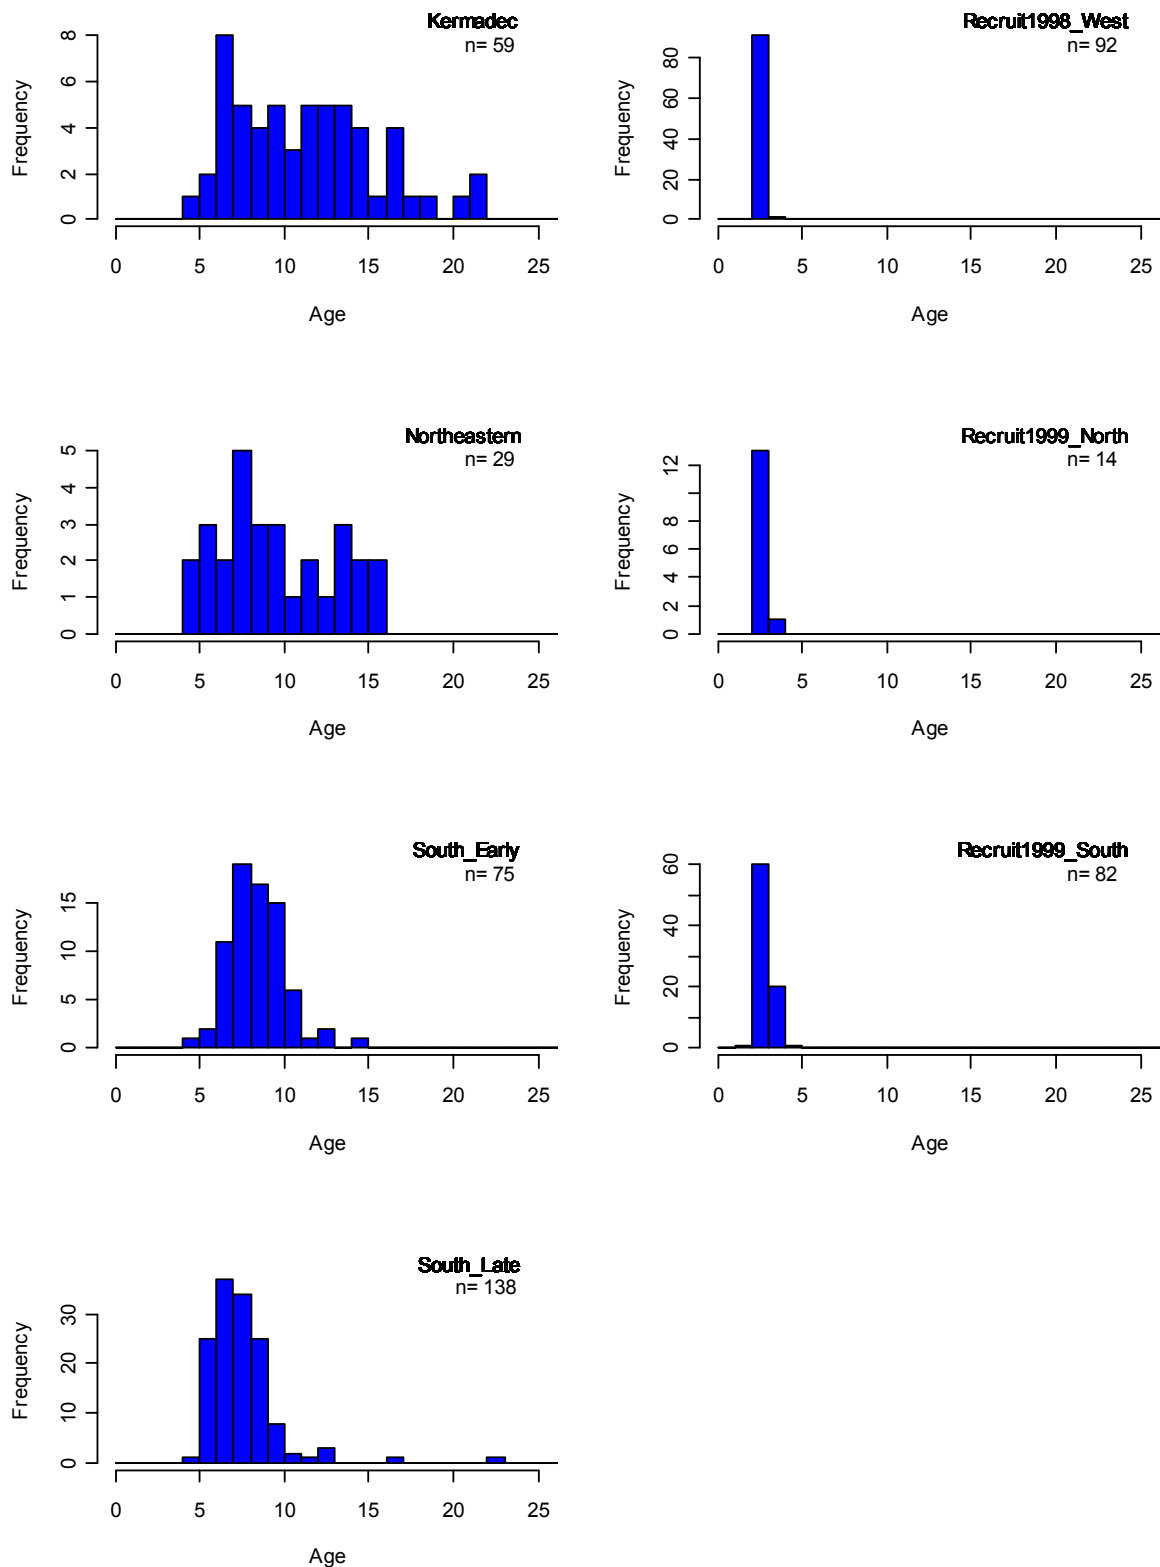 Kermadec
n= 59
Frequency
0 2 4 6 8
0 5 10 15 20 25
Age
Recruit1998_West
n= 92
Frequency
0 20 40 60 80
0 5 10 15 20 25
Age
Northeastern
n= 29
Frequency
0 1 2 3 4 5
0 5 10 15 20 25
Age
Recruit1999_North
n= 14
Frequency
0 2 4 6 8 12
0 5 10 15 20 25
Age
South_Early
n= 75
Frequency
0 5 10 15
0 5 10 15 20 25
Age
Recruit1999_South
n= 82
Frequency
0 20 40 60
0 5 10 15 20 25
Age
South_Late
n= 138
Frequency
0 10 20 30
0 5 10 15 20 25
Age